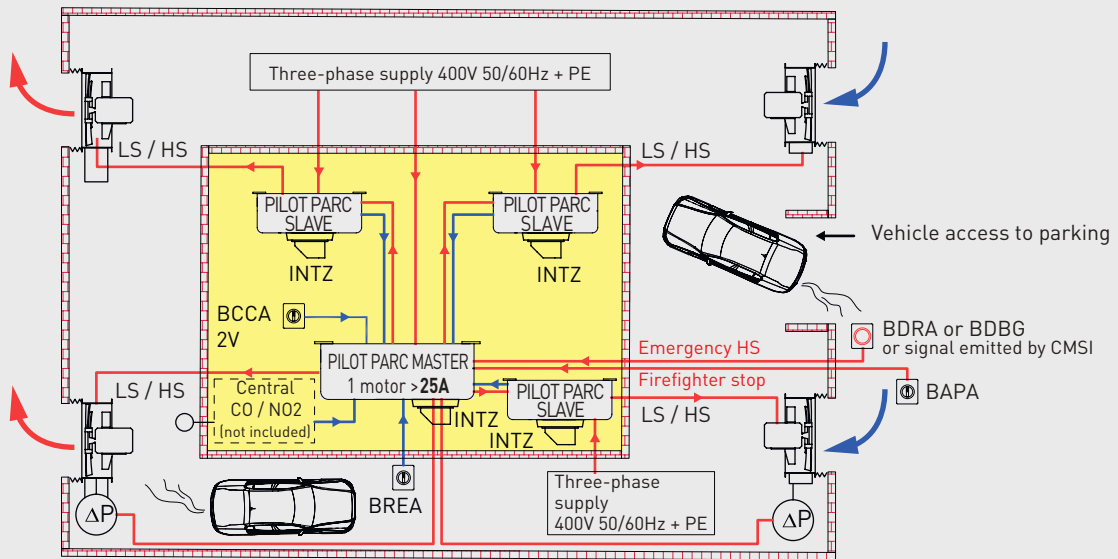 Three-phase supply 400V 50/60Hz + PE
LS / HS
LS / HS
PILOT PARC
SLAVE
INTZ
PILOT PARC
SLAVE
INTZ
Vehicle access to parking
BCCA
2V
PILOT PARC MASTER
1 motor >25A
INTZ
Emergency HS
BDRA or BDBG
or signal emitted by CMSI
Firefighter stop
BAPA
LS / HS
Central
CO / NO2
(not included)
PILOT PARC
SLAVE
INTZ
LS / HS
BREA
Three-phase
supply
400V 50/60Hz + PE
ΔP
ΔP